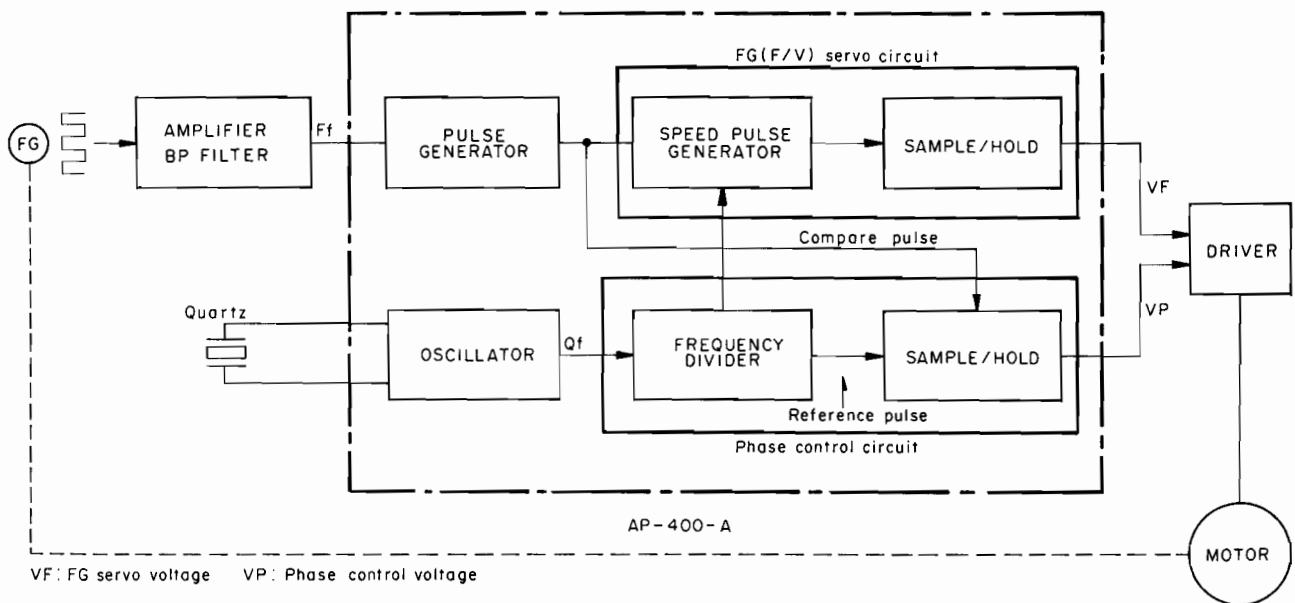 FG(F/V) servo circuit
FG
AMPLIFIER
BP FILTER
Ff
PULSE
GENERATOR
SPEED PULSE
GENERATOR
SAMPLE/HOLD
VF
Compare pulse
DRIVER
Quartz
OSCILLATOR
Qf
FREQUENCY
DIVIDER
SAMPLE/HOLD
VP
Reference pulse
Phase control circuit
AP-400-A
MOTOR
VF: FG servo voltage VP: Phase control voltage